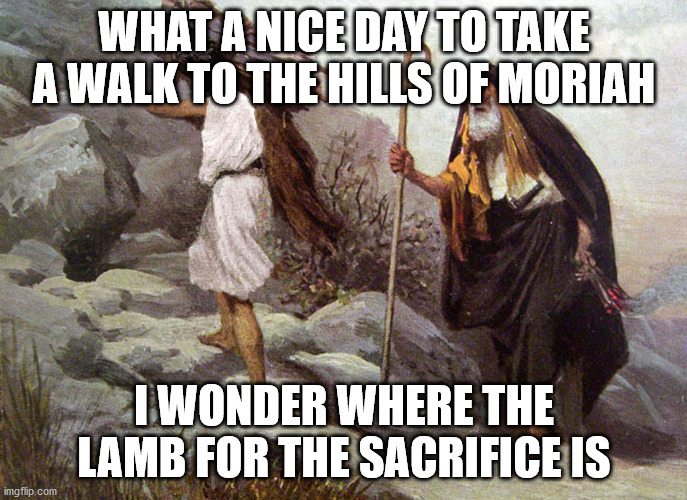 WHAT A NICE DAY TO TAKE
A WALK TO THE HILLS OF MORIAH
I WONDER WHERE THE
LAMB FOR THE SACRIFICE IS
imgflip.com